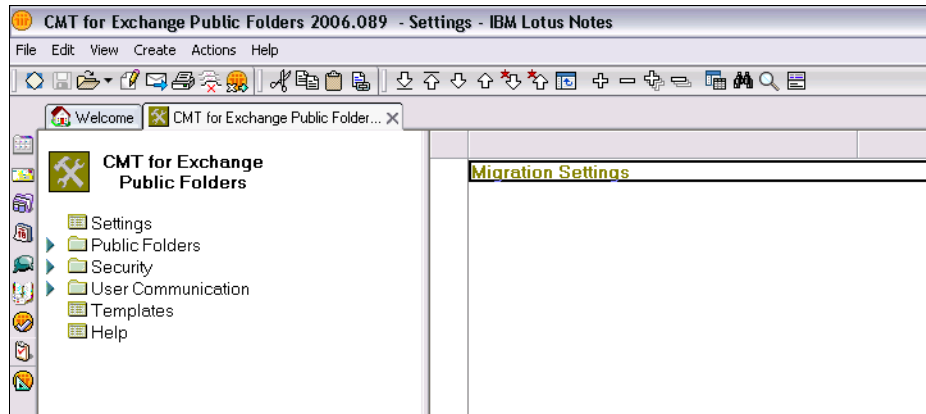 CMT for Exchange Public Folders 2006.089 - Settings - IBM Lotus Notes
File Edit View Create Actions Help
Welcome CMT for Exchange Public Folder...
CMT for Exchange
Public Folders
Migration Settings
Settings
Public Folders
Security
User Communication
Templates
Help